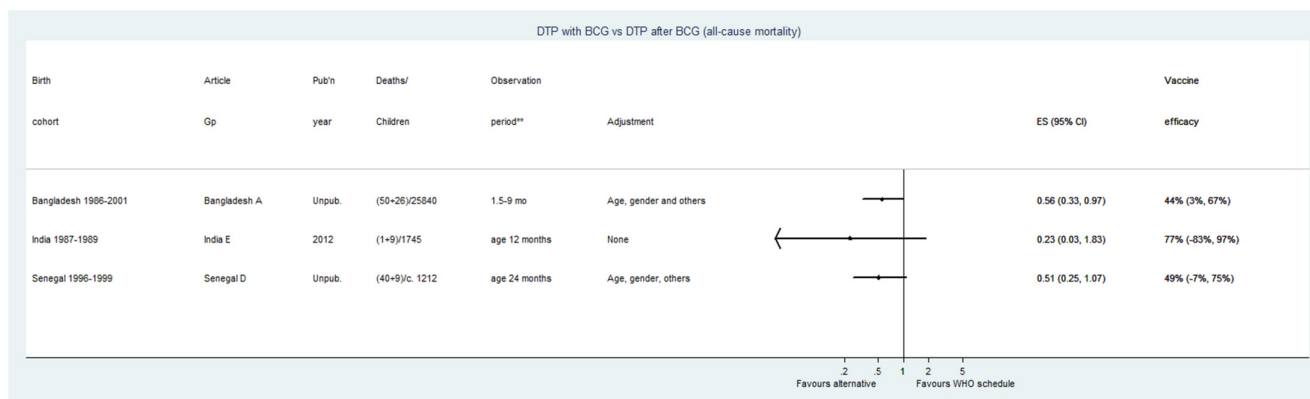 DTP with BCG vs DTP after BCG (all-cause mortality)
Birth Article Pub'n Deaths/ Observation Vaccine
cohort Gp year Children period** Adjustment ES (95% CI) efficacy
Bangladesh 1986-2001 Bangladesh A Unpub. (50+26)/25840 1.5-9 mo Age, gender and others 0.56 (0.33, 0.97) 44% (3%, 67%)
India 1987-1989 India E 2012 (1+9)/1745 age 12 months None 0.23 (0.03, 1.83) 77% (-83%, 97%)
Senegal 1996-1999 Senegal D Unpub. (40+9)/c. 1212 age 24 months Age, gender, others 0.51 (0.25, 1.07) 49% (-7%, 75%)
.2 .5 1 2 5
Favours alternative Favours WHO schedule